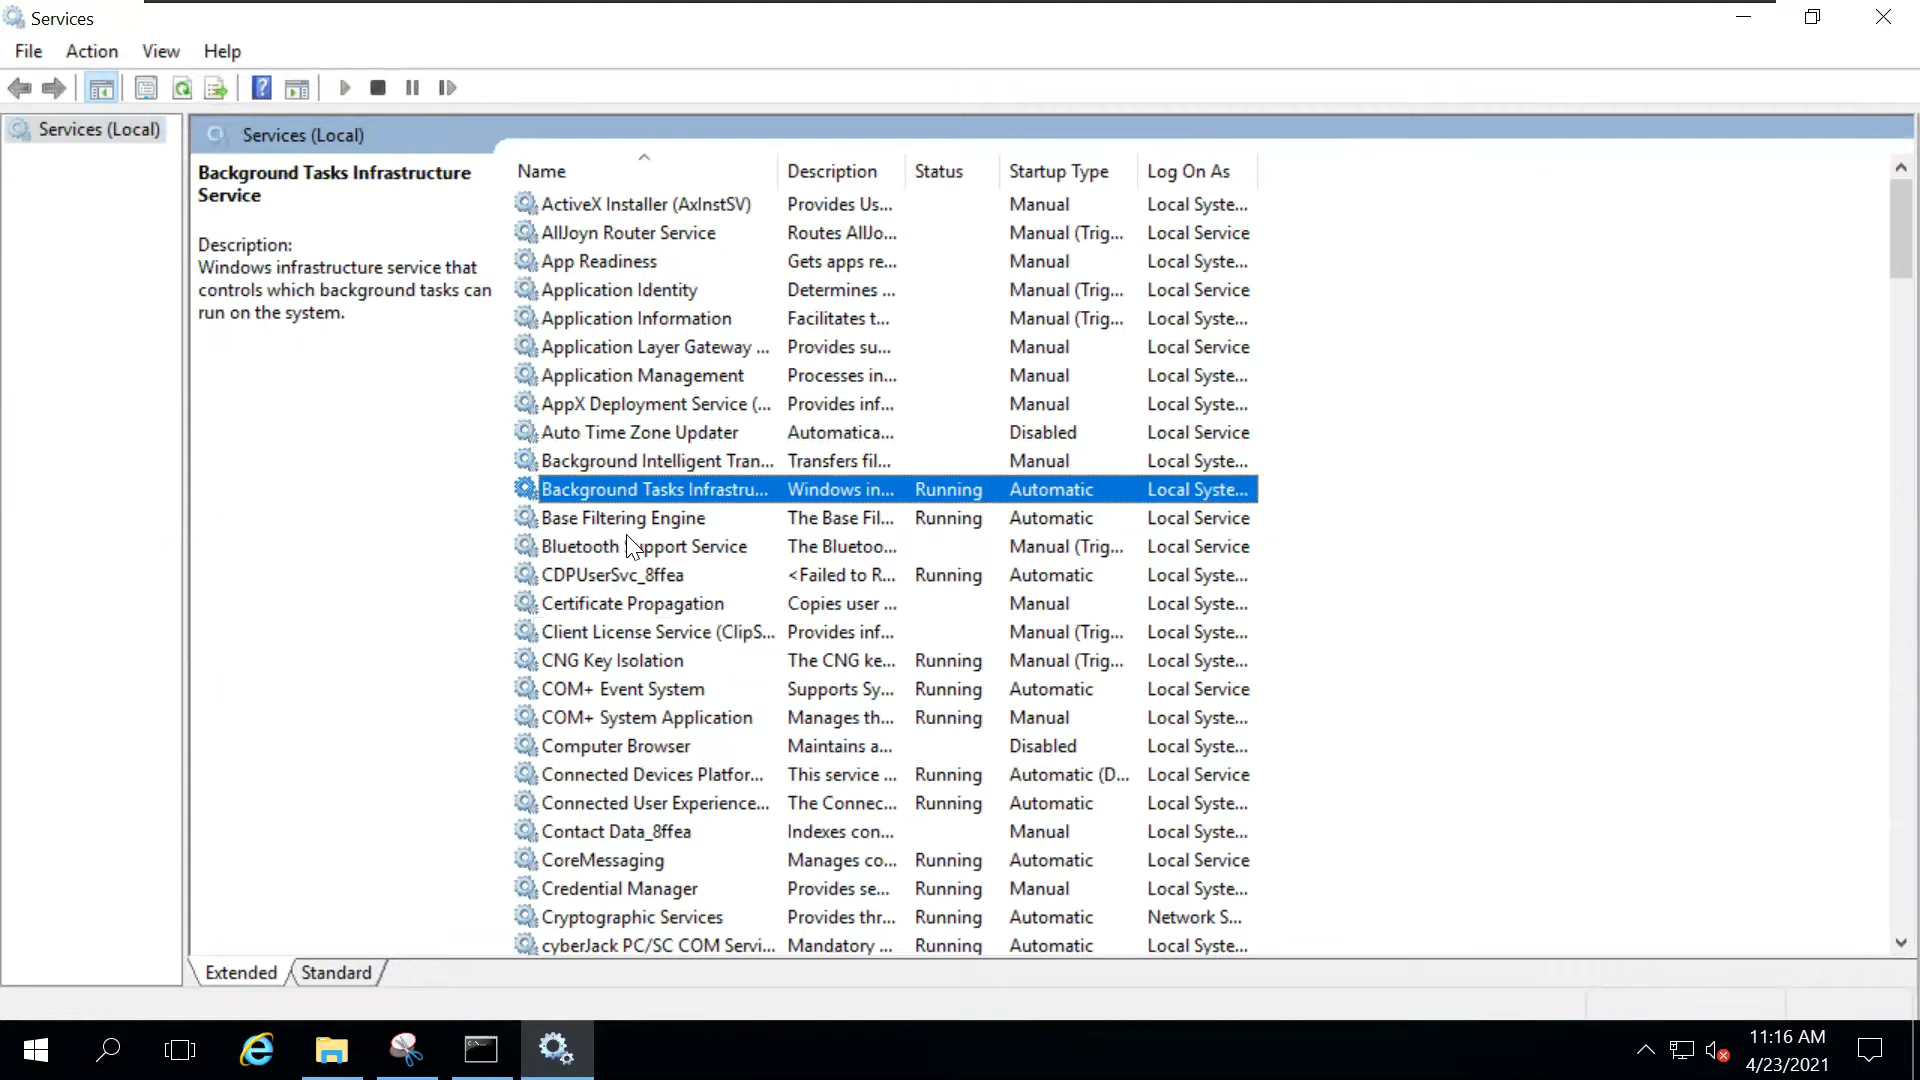 Services
File Action View Help
Services (Local)
Services (Local)
Background Tasks Infrastructure
Service
Description:
Windows infrastructure service that
controls which background tasks can
run on the system.
Name Description Status Startup Type Log On As
ActiveX Installer (AxInstSV) Provides Us... Manual Local Syste...
AllJoyn Router Service Routes AllJo... Manual (Trig... Local Service
App Readiness Gets apps re... Manual Local Syste...
Application Identity Determines ... Manual (Trig... Local Service
Application Information Facilitates t... Manual (Trig... Local Syste...
Application Layer Gateway ... Provides su... Manual Local Service
Application Management Processes in... Manual Local Syste...
AppX Deployment Service (... Provides inf... Manual Local Syste...
Auto Time Zone Updater Automatica... Disabled Local Service
Background Intelligent Tran... Transfers fil... Manual Local Syste...
Background Tasks Infrastru... Windows in... Running Automatic Local Syste...
Base Filtering Engine The Base Fil... Running Automatic Local Service
Bluetooth Support Service The Bluetoo... Manual (Trig... Local Service
CDPUserSvc_8ffea <Failed to R... Running Automatic Local Syste...
Certificate Propagation Copies user ... Manual Local Syste...
Client License Service (ClipS... Provides inf... Manual (Trig... Local Syste...
CNG Key Isolation The CNG ke... Running Manual (Trig... Local Syste...
COM+ Event System Supports Sy... Running Automatic Local Service
COM+ System Application Manages th... Running Manual Local Syste...
Computer Browser Maintains a... Disabled Local Syste...
Connected Devices Platfor... This service ... Running Automatic (D... Local Service
Connected User Experience... The Connec... Running Automatic Local Syste...
Contact Data_8ffea Indexes con... Manual Local Syste...
CoreMessaging Manages co... Running Automatic Local Service
Credential Manager Provides se... Running Manual Local Syste...
Cryptographic Services Provides thr... Running Automatic Network S...
cyberJack PC/SC COM Servi... Mandatory ... Running Automatic Local Syste...
Extended Standard
11:16 AM
4/23/2021